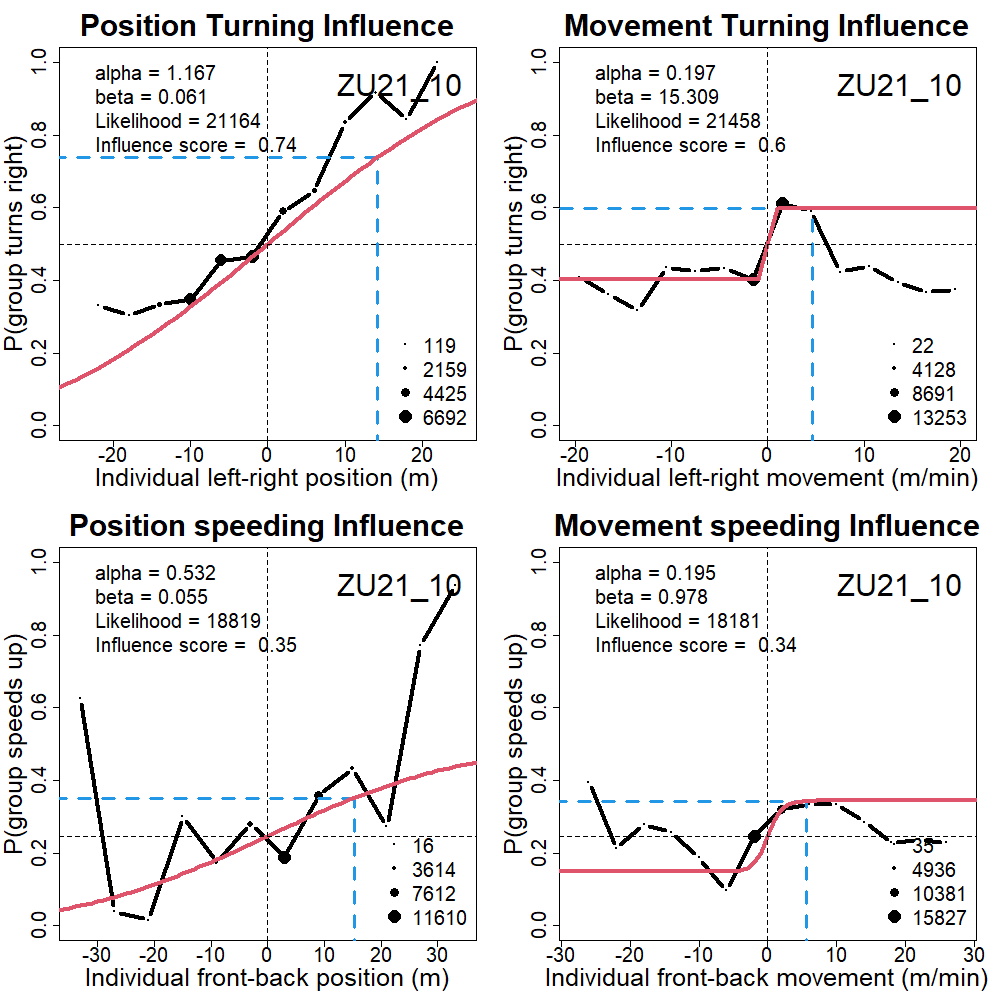 Position Turning Influence
alpha = 1.167
beta = 0.061
Likelihood = 21164
Influence score = 0.74
ZU21_10
P(group turns right)
0.0 0.2 0.4 0.6 0.8 1.0
119
2159
4425
6692
-20 -10 0 10 20
Individual left-right position (m)
Movement Turning Influence
alpha = 0.197
beta = 15.309
Likelihood = 21458
Influence score = 0.6
ZU21_10
P(group turns right)
0.0 0.2 0.4 0.6 0.8 1.0
22
4128
8691
13253
-20 -10 0 10 20
Individual left-right movement (m/min)
Position speeding Influence
alpha = 0.532
beta = 0.055
Likelihood = 18819
Influence score = 0.35
ZU21_10
P(group speeds up)
0.0 0.2 0.4 0.6 0.8 1.0
16
3614
7612
11610
-30 -20 -10 0 10 20 30
Individual front-back position (m)
Movement speeding Influence
alpha = 0.195
beta = 0.978
Likelihood = 18181
Influence score = 0.34
ZU21_10
P(group speeds up)
0.0 0.2 0.4 0.6 0.8 1.0
35
4936
10381
15827
-30 -20 -10 0 10 20 30
Individual front-back movement (m/min)